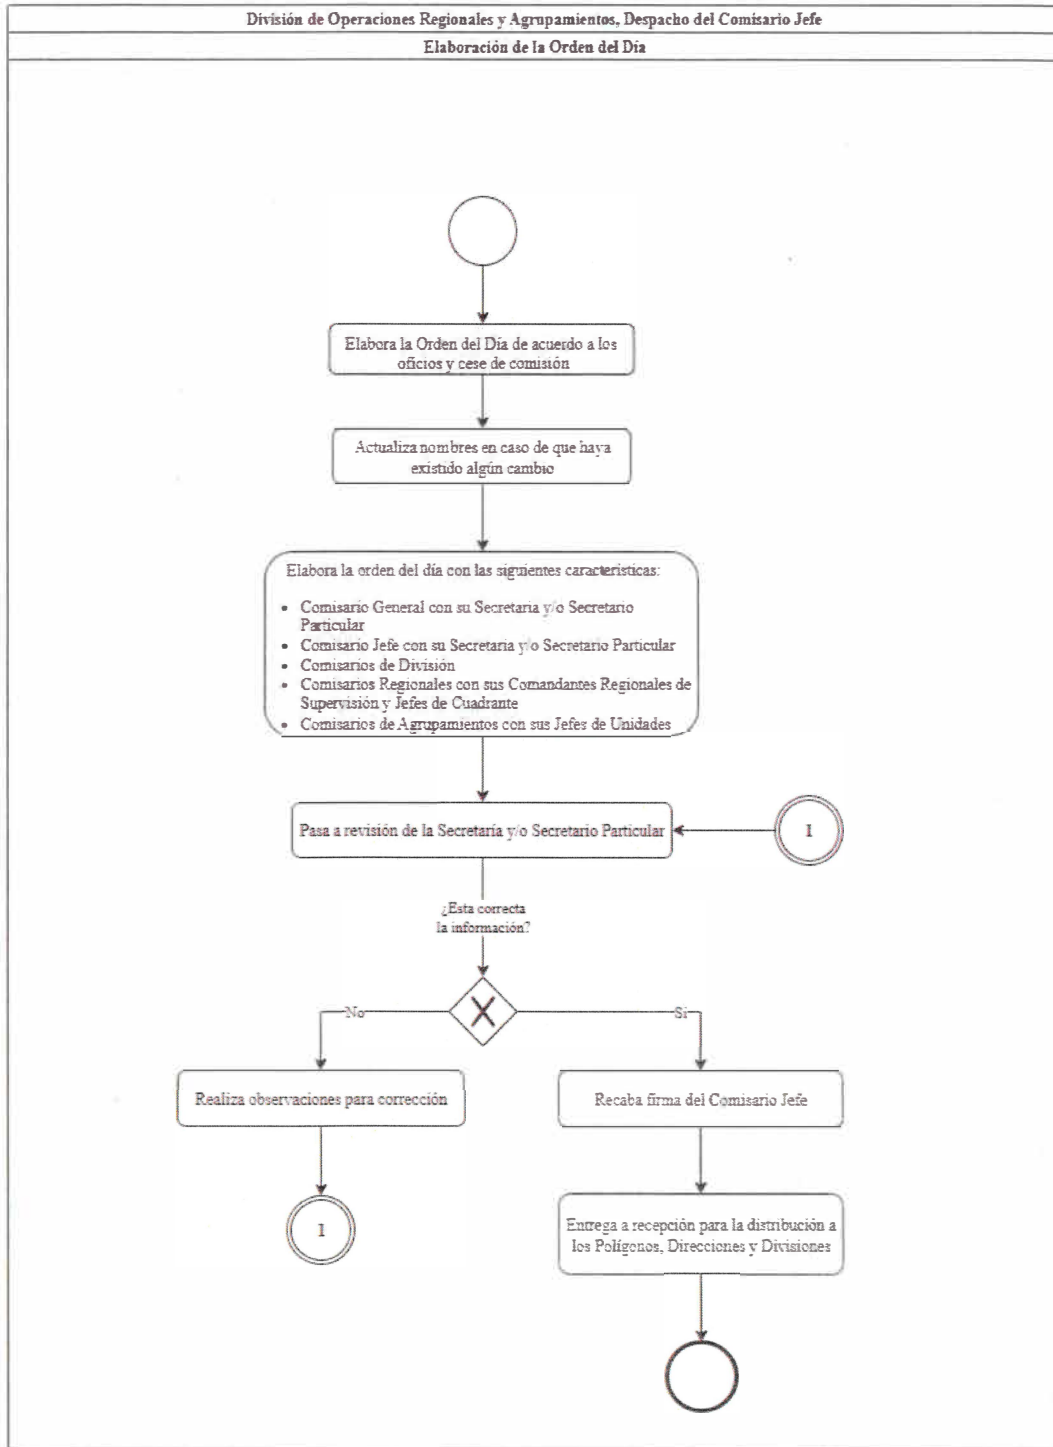 División de Operaciones Regionales y Agrupamientos, Despacho del Comisario Jefe
Elaboración de la Orden del Día
Elabora la Orden del Día de acuerdo a los
oficios y cese de comisión
Actualiza nombres en caso de que haya
existido algún cambio
Elabora la orden del día con las siguientes características:
• Comisario General con su Secretaria y/o Secretario
Particular
• Comisario Jefe con su Secretaria y/o Secretario Particular
• Comisarios de División
• Comisarios Regionales con sus Comandantes Regionales de
Supervisión y Jefes de Cuadrante
• Comisarios de Agrupamientos con sus Jefes de Unidades
Pasa a revisión de la Secretaría y/o Secretario Particular
1
¿Esta correcta
la información?
No
Si
Realiza observaciones para corrección
Recaba firma del Comisario Jefe
1
Entrega a recepción para la distribución a
los Polígonos, Direcciones y Divisiones